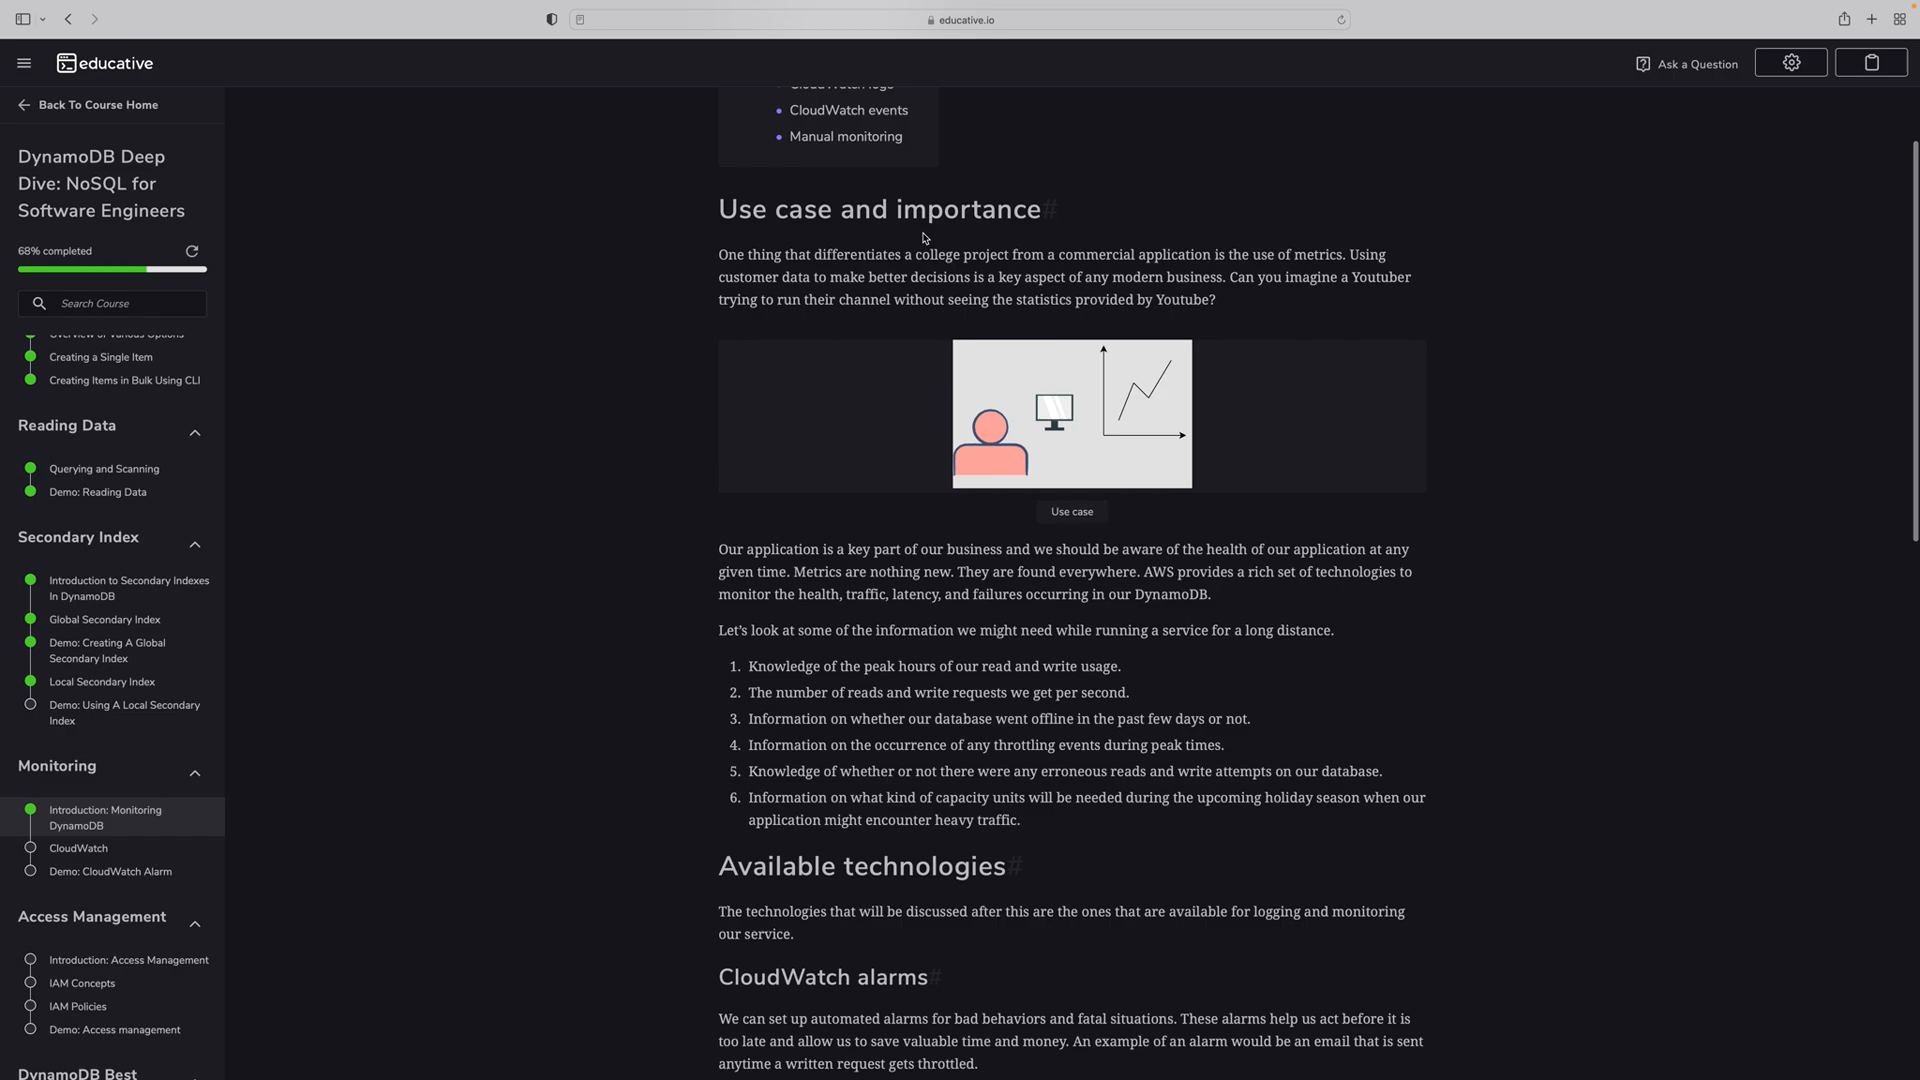 educative.io
educative
Ask a Question
Back To Course Home
DynamoDB Deep
Dive: NoSQL for
Software Engineers
68% completed
Search Course
Overview of Various Options
Creating a Single Item
Creating Items in Bulk Using CLI
Reading Data
Querying and Scanning
Demo: Reading Data
Secondary Index
Introduction to Secondary Indexes
In DynamoDB
Global Secondary Index
Demo: Creating A Global
Secondary Index
Local Secondary Index
Demo: Using A Local Secondary
Index
Monitoring
Introduction: Monitoring
DynamoDB
CloudWatch
Demo: CloudWatch Alarm
Access Management
Introduction: Access Management
IAM Concepts
IAM Policies
Demo: Access management
DynamoDB Best
CloudWatch logs
• CloudWatch events
• Manual monitoring
Use case and importance#
One thing that differentiates a college project from a commercial application is the use of metrics. Using
customer data to make better decisions is a key aspect of any modern business. Can you imagine a Youtuber
trying to run their channel without seeing the statistics provided by Youtube?
Use case
Our application is a key part of our business and we should be aware of the health of our application at any
given time. Metrics are nothing new. They are found everywhere. AWS provides a rich set of technologies to
monitor the health, traffic, latency, and failures occurring in our DynamoDB.
Let's look at some of the information we might need while running a service for a long distance.
1. Knowledge of the peak hours of our read and write usage.
2. The number of reads and write requests we get per second.
3. Information on whether our database went offline in the past few days or not.
4. Information on the occurrence of any throttling events during peak times.
5. Knowledge of whether or not there were any erroneous reads and write attempts on our database.
6. Information on what kind of capacity units will be needed during the upcoming holiday season when our
application might encounter heavy traffic.
Available technologies#
The technologies that will be discussed after this are the ones that are available for logging and monitoring
our service.
CloudWatch alarms#
We can set up automated alarms for bad behaviors and fatal situations. These alarms help us act before it is
too late and allow us to save valuable time and money. An example of an alarm would be an email that is sent
anytime a written request gets throttled.